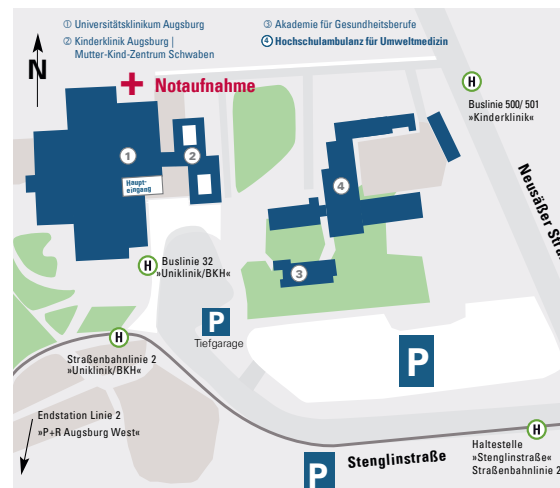 ① Universitätsklinikum Augsburg
② Kinderklinik Augsburg |
Mutter-Kind-Zentrum Schwaben
③ Akademie für Gesundheitsberufe
④ Hochschulambulanz für Umweltmedizin
N
Notaufnahme
H
Buslinie 500/ 501
»Kinderklinik«
1
2
Haupt-
eingang
4
Neusäßer Str
H
Buslinie 32
»Uniklinik/BKH«
3
P
Tiefgarage
H
Straßenbahnlinie 2
»Uniklinik/BKH«
P
Endstation Linie 2
»P+R Augsburg West«
H
Haltestelle
»Stenglinstraße«
Straßenbahnlinie 2
Stenglinstraße
P